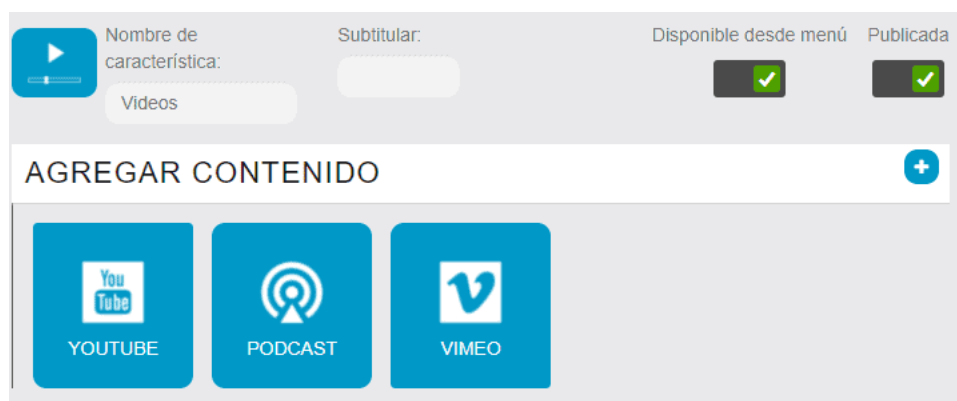 Nombre de
característica:
Subtitular:
Disponible desde menú
Publicada
Videos
AGREGAR CONTENIDO
You
Tube
YOUTUBE
PODCAST
VIMEO